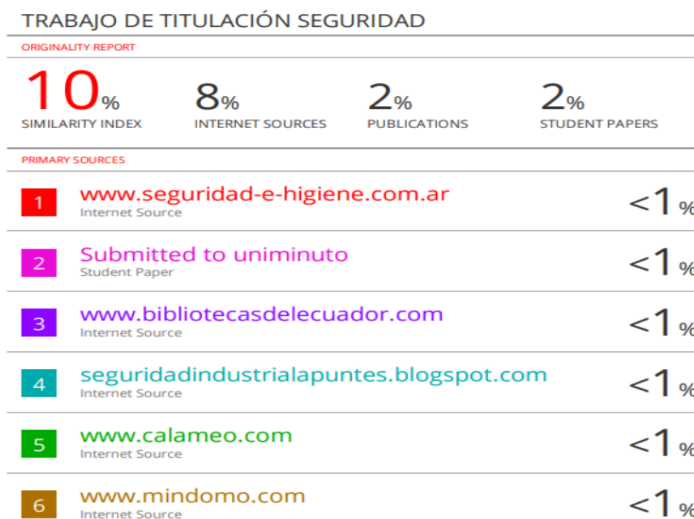 TRABAJO DE TITULACIÓN SEGURIDAD
ORIGINALITY REPORT
10% 8% 2% 2%
SIMILARITY INDEX INTERNET SOURCES PUBLICATIONS STUDENT PAPERS
PRIMARY SOURCES
1 www.seguridad-e-higiene.com.ar <1%
Internet Source
2 Submitted to uniminuto <1%
Student Paper
3 www.bibliotecasdelecuador.com <1%
Internet Source
4 seguridadindustrialapuntes.blogspot.com <1%
Internet Source
5 www.calameo.com <1%
Internet Source
6 www.mindomo.com <1%
Internet Source